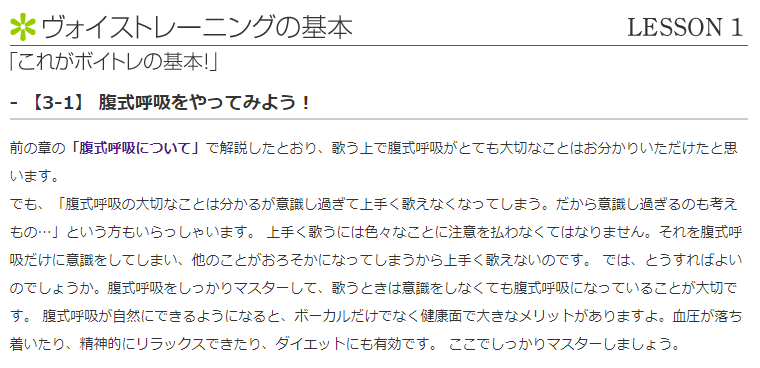 ヴォイストレーニングの基本 LESSON 1
「これがボイトレの基本!」
- 【3-1】 腹式呼吸をやってみよう！
前の章の「腹式呼吸について」で解説したとおり、歌う上で腹式呼吸がとても大切なことはお分かりいただけたと思
います。
でも、「腹式呼吸の大切なことは分かるが意識し過ぎて上手く歌えなくなってしまう。だから意識し過ぎるのも考え
もの…」という方もいらっしゃいます。 上手く歌うには色々なことに注意を払わなくてはなりません。それを腹式呼
吸だけに意識をしてしまい、他のことがおろそかになってしまうから上手く歌えないのです。 では、とうすればよい
のでしょうか。腹式呼吸をしっかりマスターして、歌うときは意識をしなくても腹式呼吸になっていることが大切で
す。 腹式呼吸が自然にできるようになると、ボーカルだけでなく健康面で大きなメリットがありますよ。血圧が落ち
着いたり、精神的にリラックスできたり、ダイエットにも有効です。 ここでしっかりマスターしましょう。